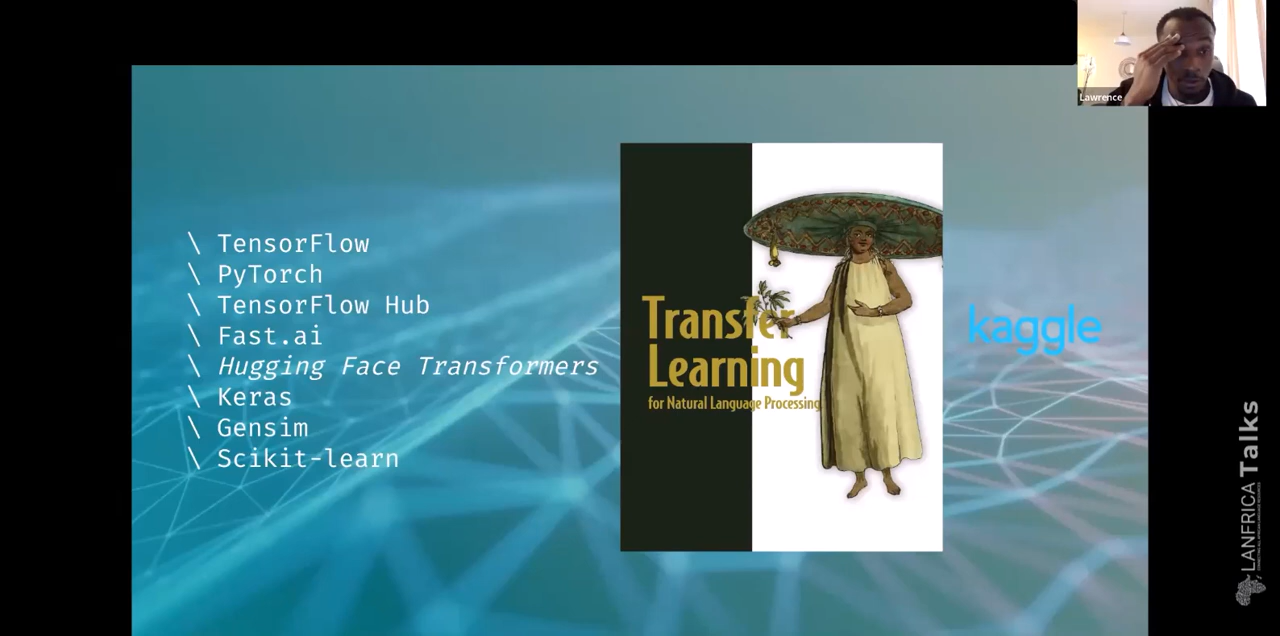 Lawrence
\ TensorFlow
\ PyTorch
\ TensorFlow Hub
\ Fast.ai
\ Hugging Face Transformers
\ Keras
\ Gensim
\ Scikit-learn
Transfer
Learning
for Natural Language Processing
kaggle
LANFRICA Talks